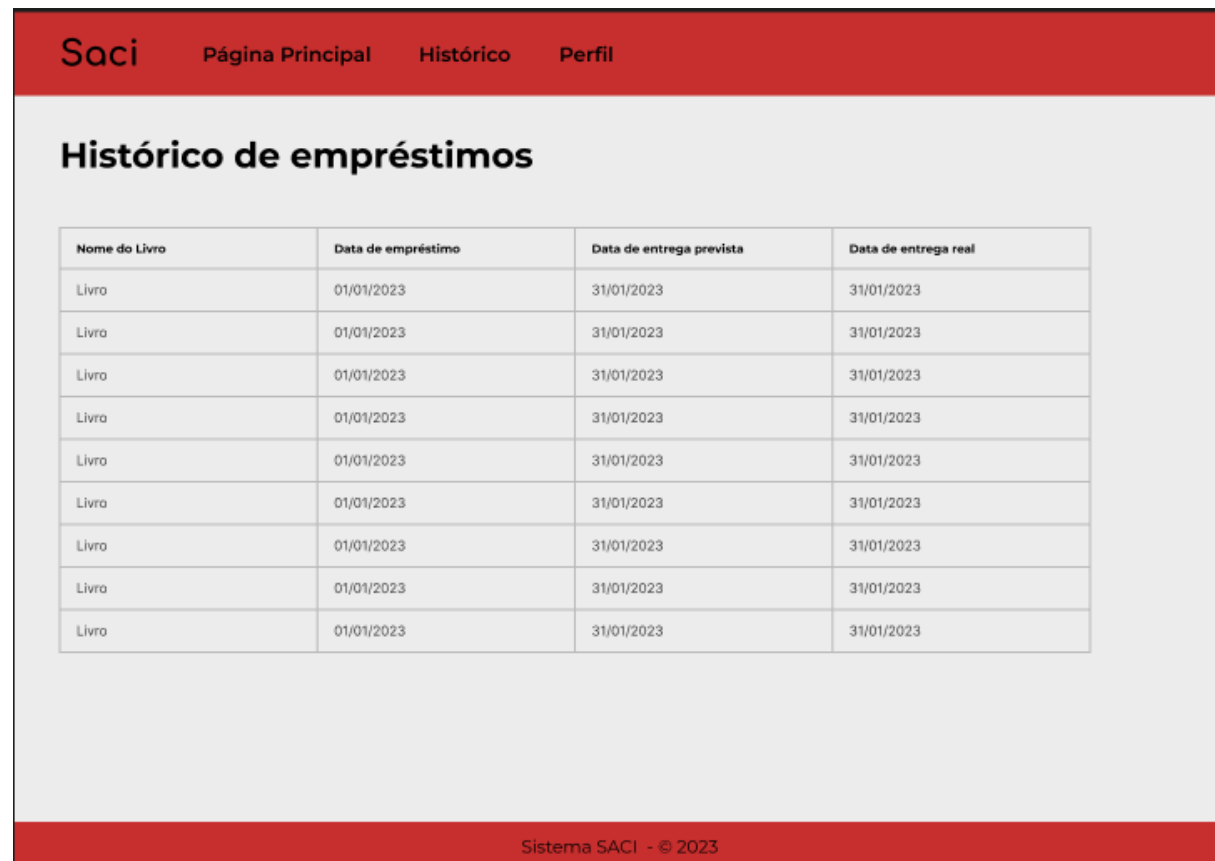 Saci Página Principal Histórico Perfil
Histórico de empréstimos
Nome do Livro Data de empréstimo Data de entrega prevista Data de entrega real
Livro 01/01/2023 31/01/2023 31/01/2023
Livro 01/01/2023 31/01/2023 31/01/2023
Livro 01/01/2023 31/01/2023 31/01/2023
Livro 01/01/2023 31/01/2023 31/01/2023
Livro 01/01/2023 31/01/2023 31/01/2023
Livro 01/01/2023 31/01/2023 31/01/2023
Livro 01/01/2023 31/01/2023 31/01/2023
Livro 01/01/2023 31/01/2023 31/01/2023
Livro 01/01/2023 31/01/2023 31/01/2023
Sistema SACI - © 2023